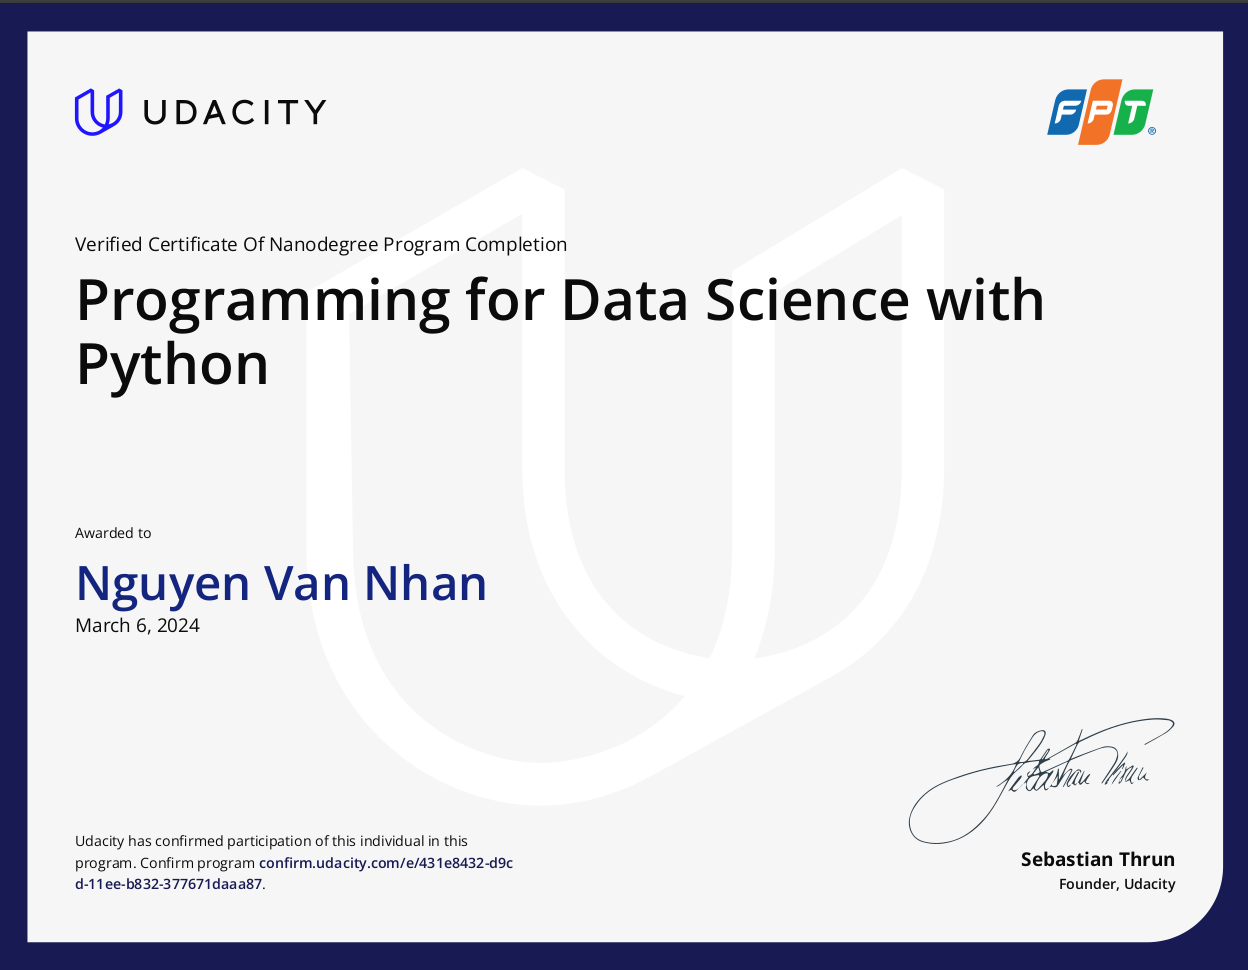 UDACITY
FPT®
Verified Certificate Of Nanodegree Program Completion
Programming for Data Science with
Python
Awarded to
Nguyen Van Nhan
March 6, 2024
Sebastian Thrun
Udacity has confirmed participation of this individual in this
program. Confirm program confirm.udacity.com/e/431e8432-d9c
d-11ee-b832-377671daaa87.
Sebastian Thrun
Founder, Udacity